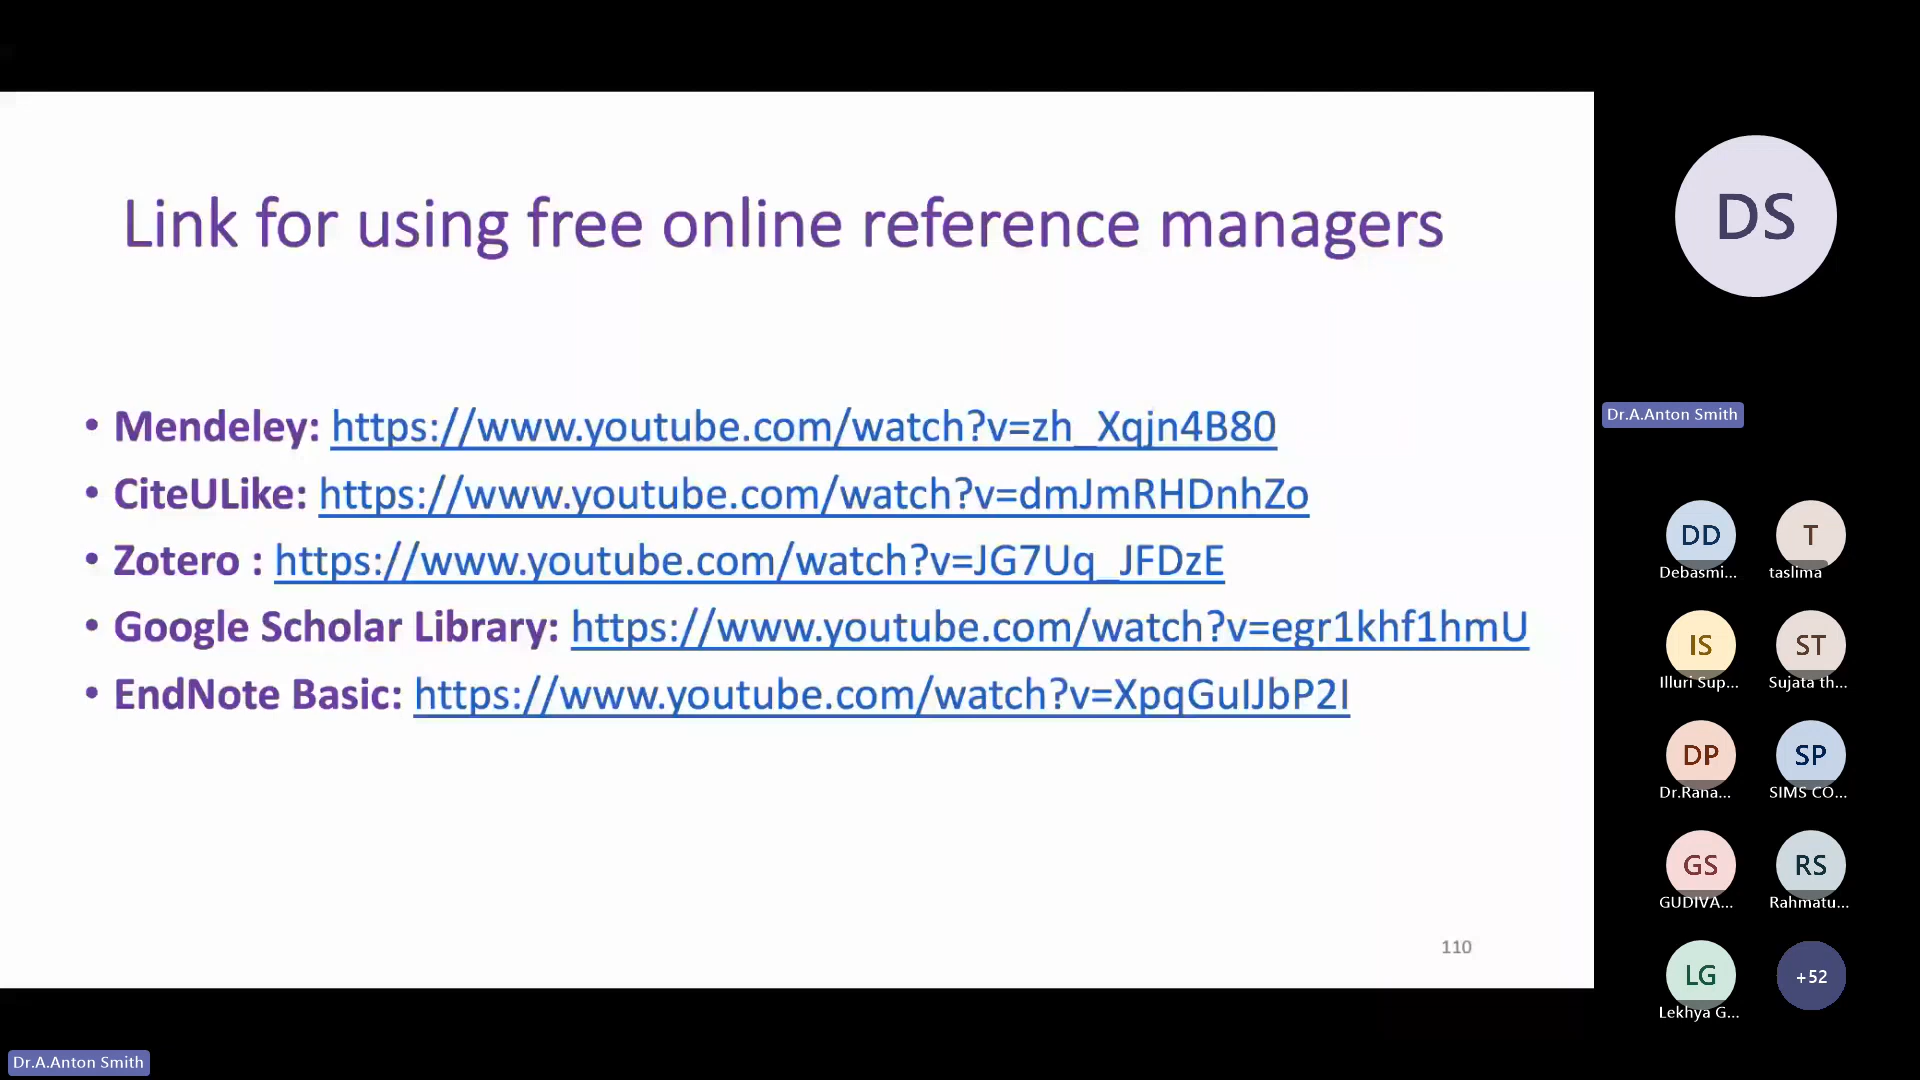 Link for using free online reference managers
• Mendeley: https://www.youtube.com/watch?v=zh_Xqjn4B80
• CiteULike: https://www.youtube.com/watch?v=dmJmRHDnhZo
• Zotero : https://www.youtube.com/watch?v=JG7Uq_JFDzE
• Google Scholar Library: https://www.youtube.com/watch?v=egr1khf1hmU
• EndNote Basic: https://www.youtube.com/watch?v=XpqGuIJbP2I
110
DS
Dr.A.Anton Smith
DD T
Debasmi... taslima
IS ST
Illuri Sup... Sujata th...
DP SP
Dr.Rana... SIMS CO...
GS RS
GUDIVA... Rahmatu...
LG +52
Lekhya G...
Dr.A.Anton Smith